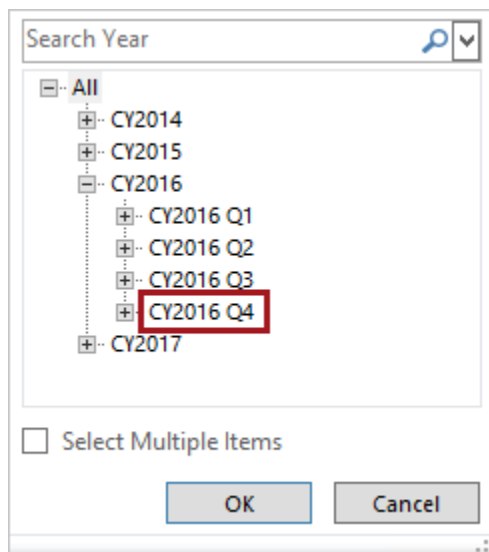 Search Year
All
CY2014
CY2015
CY2016
CY2016 Q1
CY2016 Q2
CY2016 Q3
CY2016 Q4
CY2017
Select Multiple Items
OK Cancel